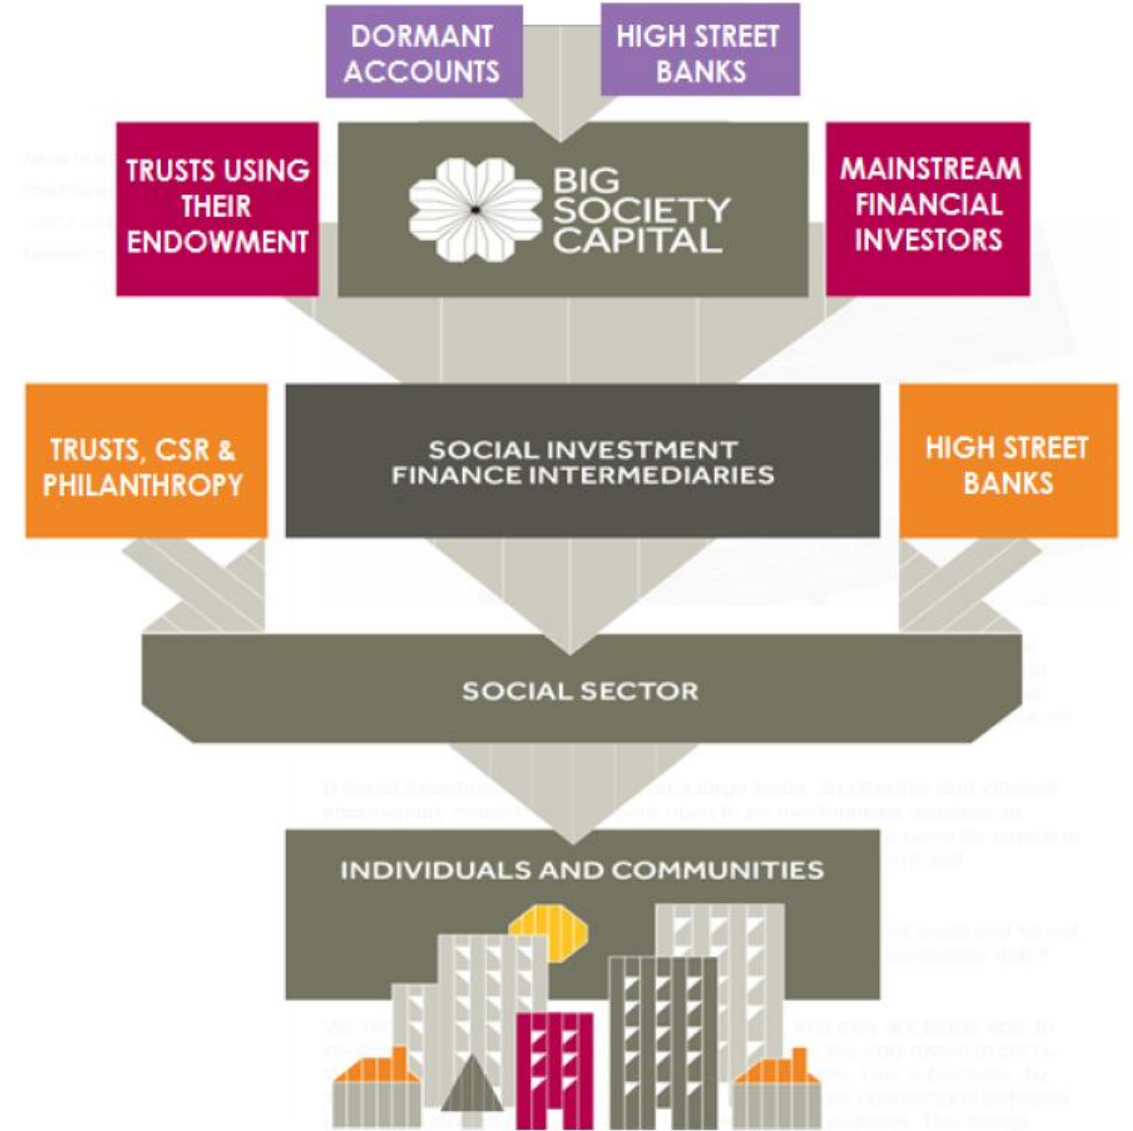 DORMANT
ACCOUNTS
HIGH STREET
BANKS
TRUSTS USING
THEIR
ENDOWMENT
BIG
SOCIETY
CAPITAL
MAINSTREAM
FINANCIAL
INVESTORS
TRUSTS, CSR &
PHILANTHROPY
SOCIAL INVESTMENT
FINANCE INTERMEDIARIES
HIGH STREET
BANKS
SOCIAL SECTOR
INDIVIDUALS AND COMMUNITIES